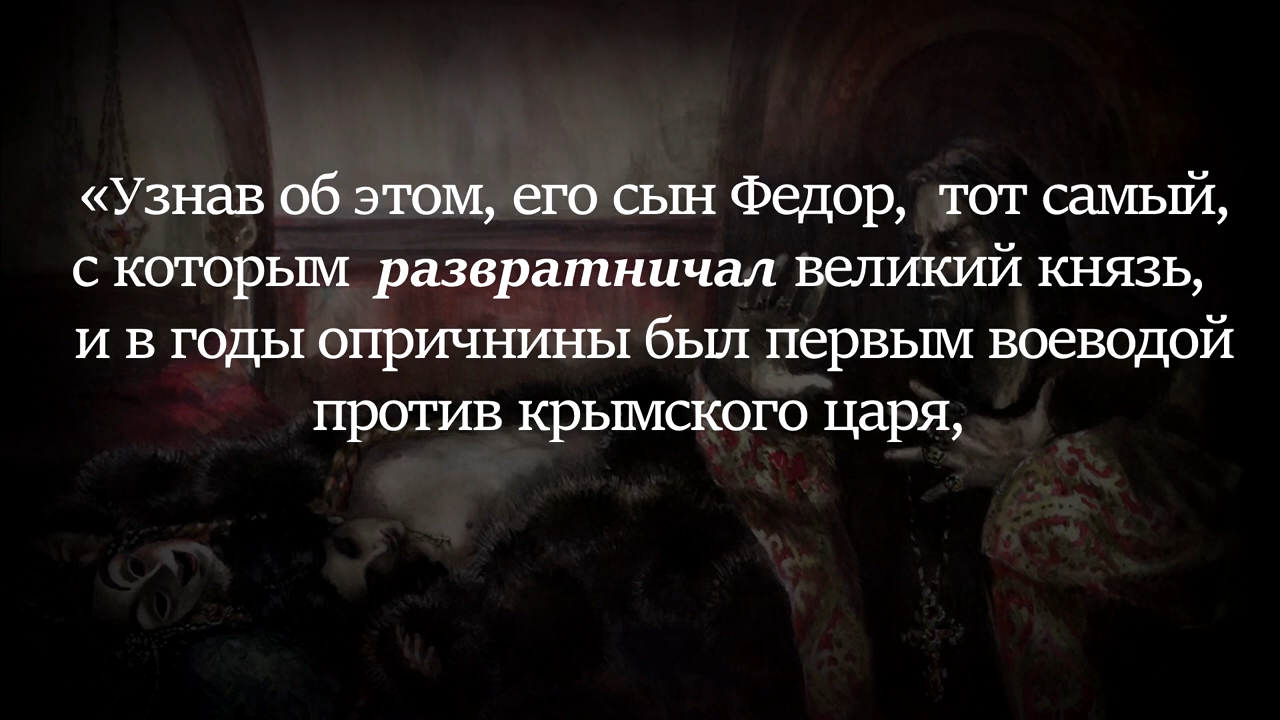 «Узнав об этом, его сын Федор, тот самый,
с которым развратничал великий князь,
и в годы опричнины был первым воеводой
против крымского царя,